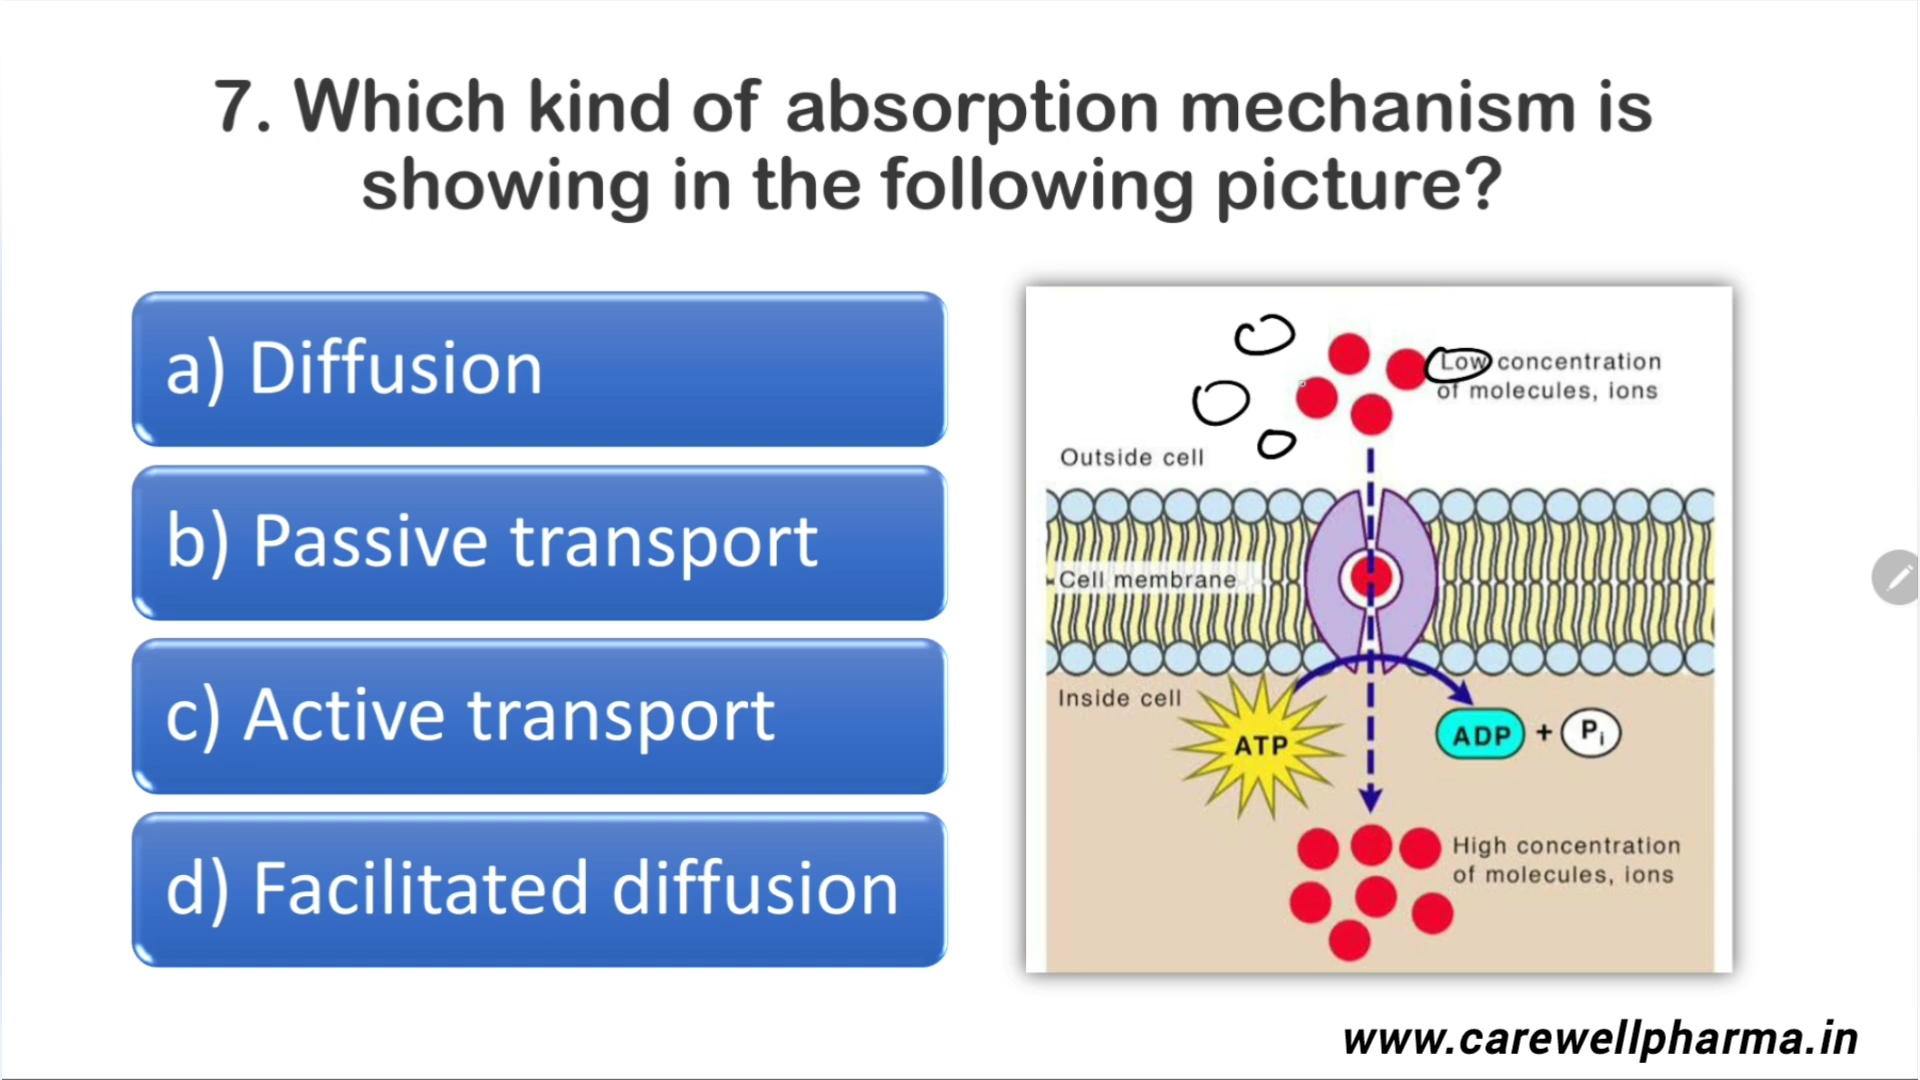 7. Which kind of absorption mechanism is
showing in the following picture?
a) Diffusion
b) Passive transport
c) Active transport
d) Facilitated diffusion
Low concentration
of molecules, ions
Outside cell
Cell membrane
Inside cell
ATP
ADP + Pi
High concentration
of molecules, ions
www.carewellpharma.in